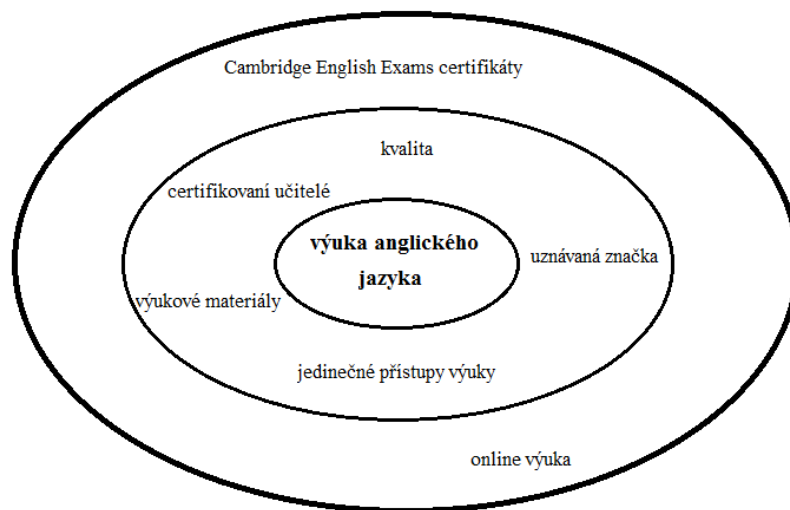 Cambridge English Exams certifikáty
kvalita
certifikovaní učitelé
výuka anglického
jazyka
uznávaná značka
výukové materiály
jedinečné přístupy výuky
online výuka